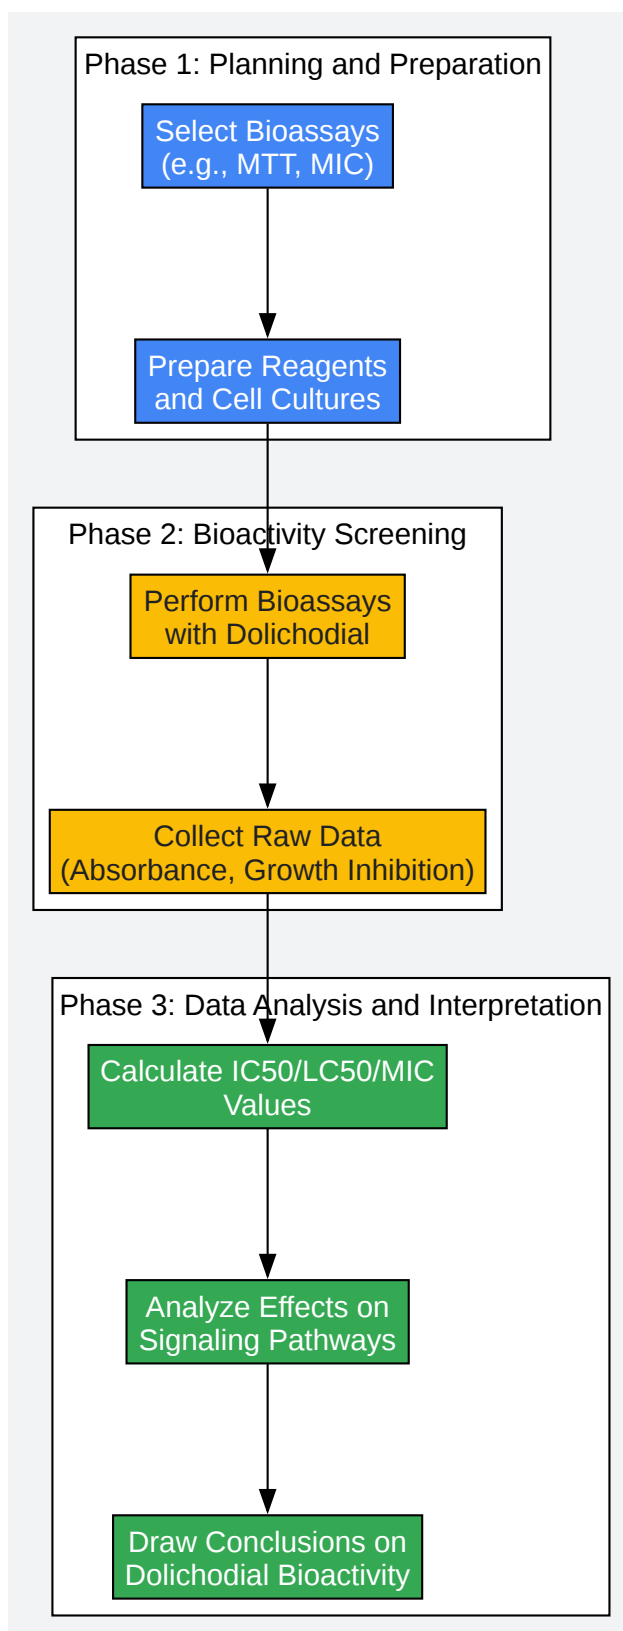 Phase 1: Planning and Preparation
Select Bioassays
(e.g., MTT, MIC)
Prepare Reagents
and Cell Cultures
Phase 2: Bioactivity Screening
Perform Bioassays
with Dolichodial
Collect Raw Data
(Absorbance, Growth Inhibition)
Phase 3: Data Analysis and Interpretation
Calculate IC50/LC50/MIC
Values
Analyze Effects on
Signaling Pathways
Draw Conclusions on
Dolichodial Bioactivity